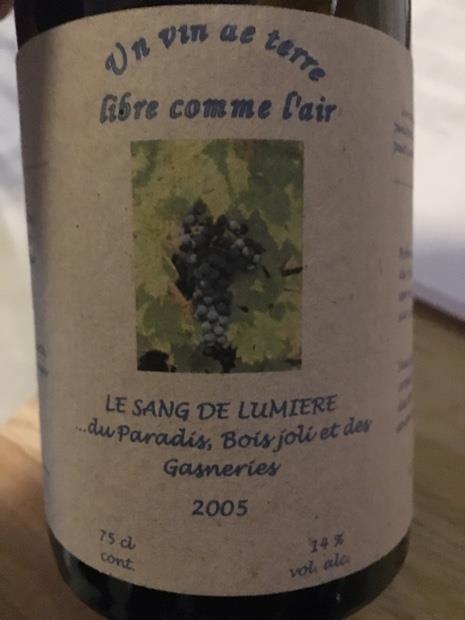 Un vin de terre
libre comme l'air
LE SANG DE LUMIERE
...du Paradis, Bois joli et des
Gasneries
2005
75 cl
cont.
14 %
vol. alc.